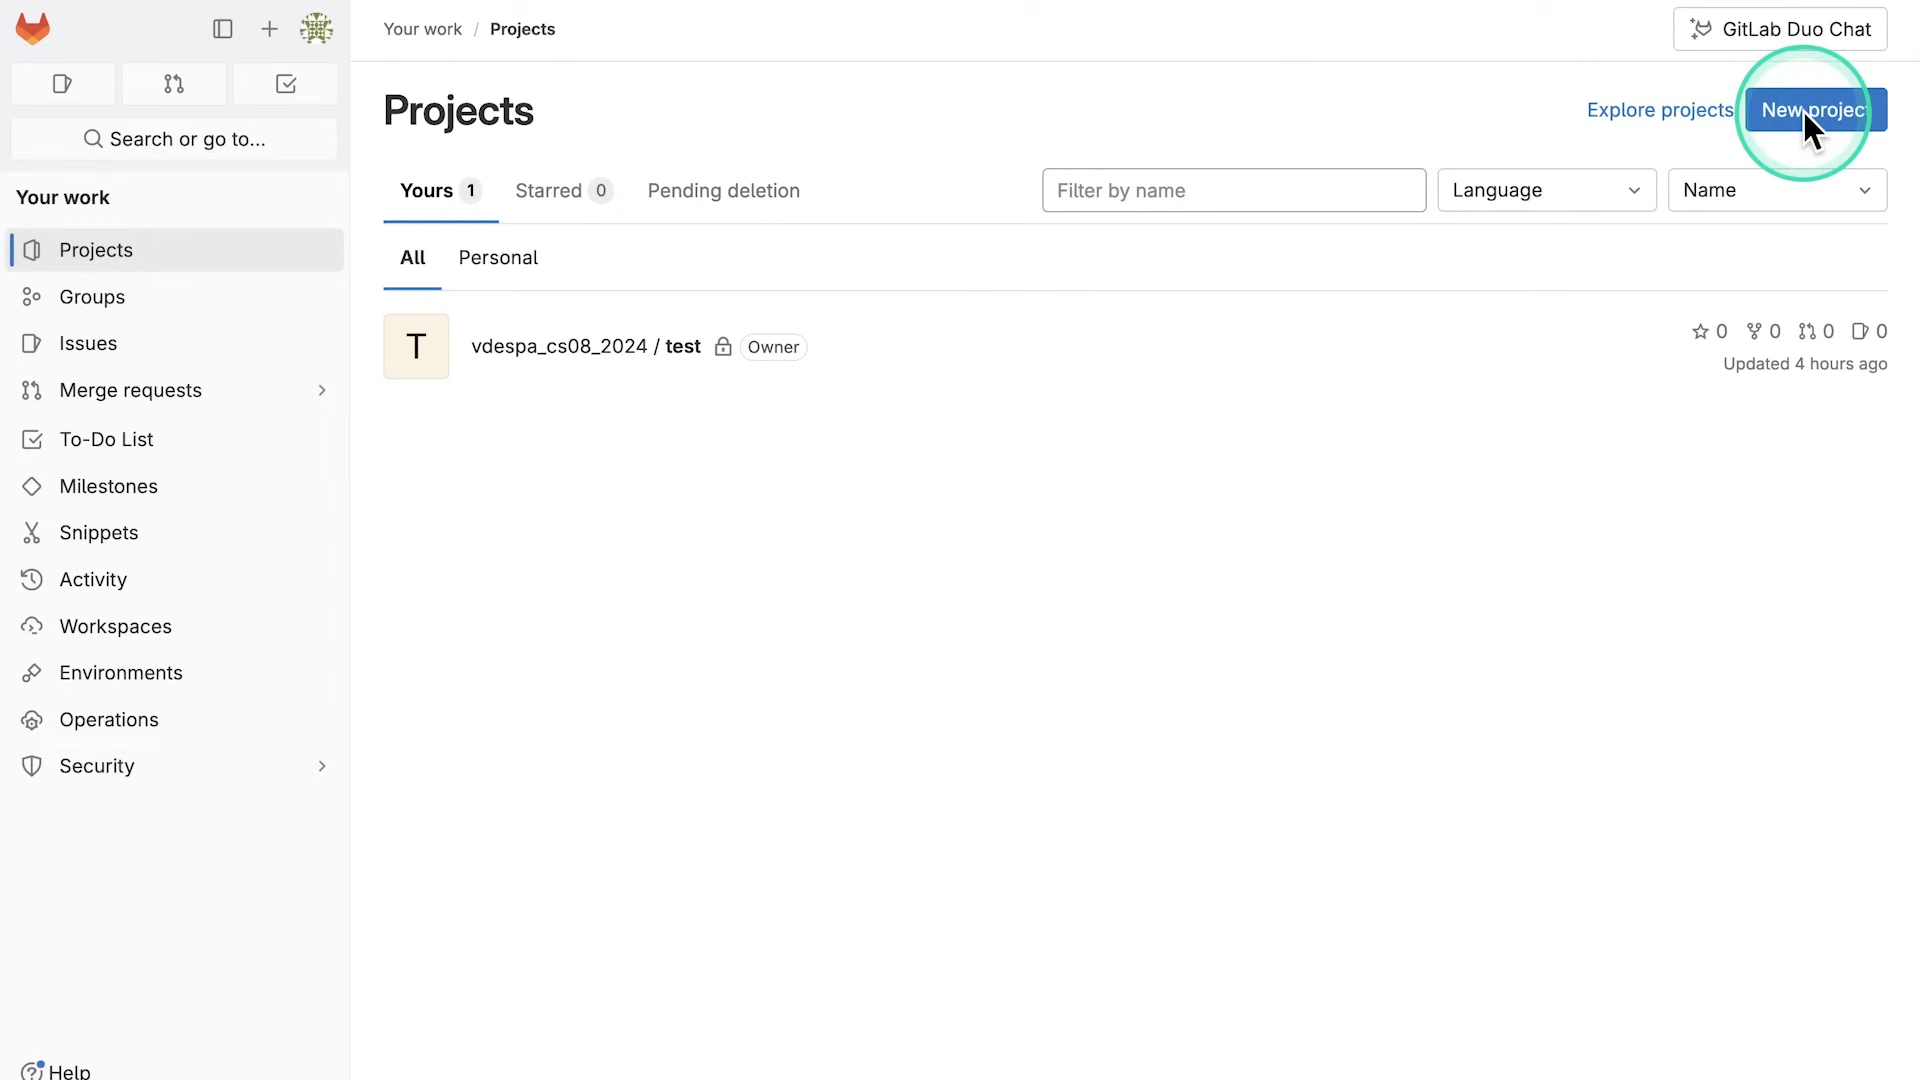 Your work / Projects
GitLab Duo Chat
Search or go to...
Your work
Projects
Groups
Issues
Merge requests
To-Do List
Milestones
Snippets
Activity
Workspaces
Environments
Operations
Security
Help
Projects
Explore projects
New project
Yours 1
Starred 0
Pending deletion
Filter by name
Language
Name
All
Personal
T
vdespa_cs08_2024 / test
Owner
0 0 0 0
Updated 4 hours ago